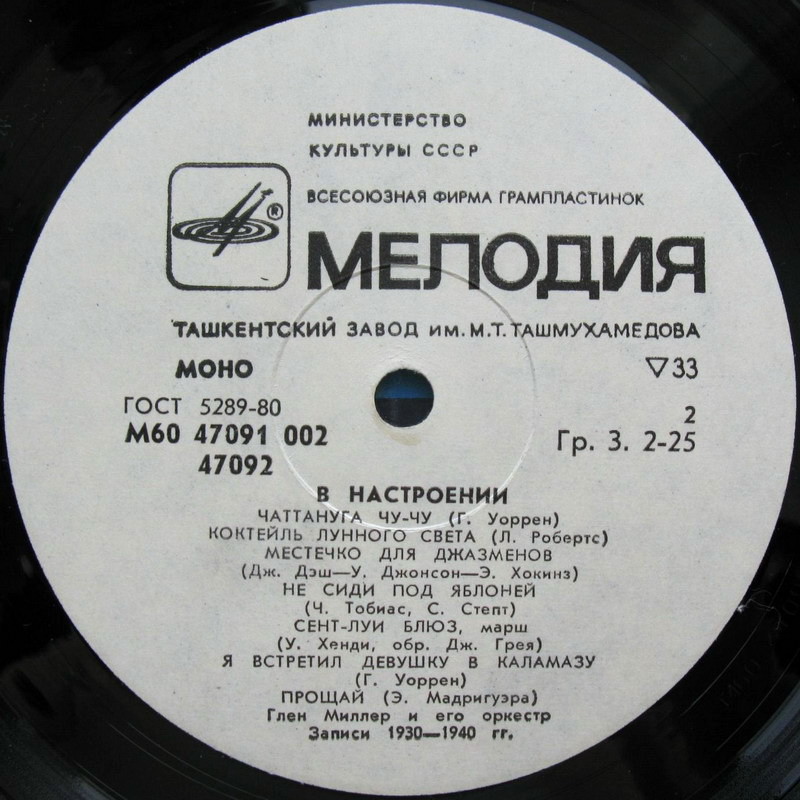 МИНИСТЕРСТВО
КУЛЬТУРЫ СССР
®
ВСЕСОЮЗНАЯ ФИРМА ГРАМПЛАСТИНОК
МЕЛОДИЯ
ТАШКЕНТСКИЙ ЗАВОД ИМ. М.Т. ТАШМУХАМЕДОВА
МОНО ▽33
ГОСТ 5289-80 2
М60 47091 002 Гр. 3. 2-25
47092
В НАСТРОЕНИИ
ЧАТТАНУГА ЧУ-ЧУ (Г. Уоррен)
КОКТЕЙЛЬ ЛУННОГО СВЕТА (Л. Робертс)
МЕСТЕЧКО ДЛЯ ДЖАЗМЕНОВ
(Дж. Дэш—У. Джонсон—Э. Хокинз)
НЕ СИДИ ПОД ЯБЛОНЕЙ
(Ч. Тобиас, С. Степт)
СЕНТ-ЛУИ БЛЮЗ, марш
(У. Хенди, обр. Дж. Грея)
Я ВСТРЕТИЛ ДЕВУШКУ В КАЛАМАЗУ
(Г. Уоррен)
ПРОЩАЙ (Э. Мадригуэра)
Глен Миллер и его оркестр
Записи 1930—1940 гг.